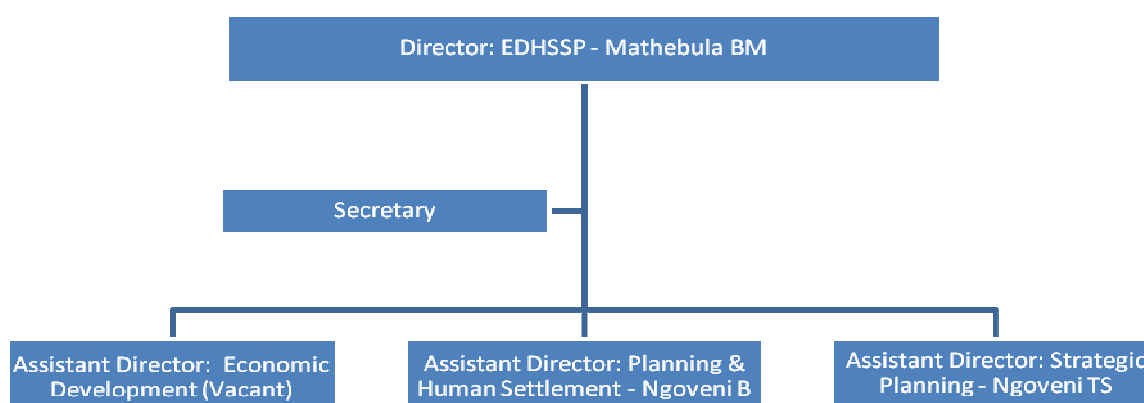 Director: EDHSSP - Mathebula BM
Secretary
Assistant Director: Economic
Development (Vacant)
Assistant Director: Planning &
Human Settlement - Ngoveni B
Assistant Director: Strategic
Planning - Ngoveni TS